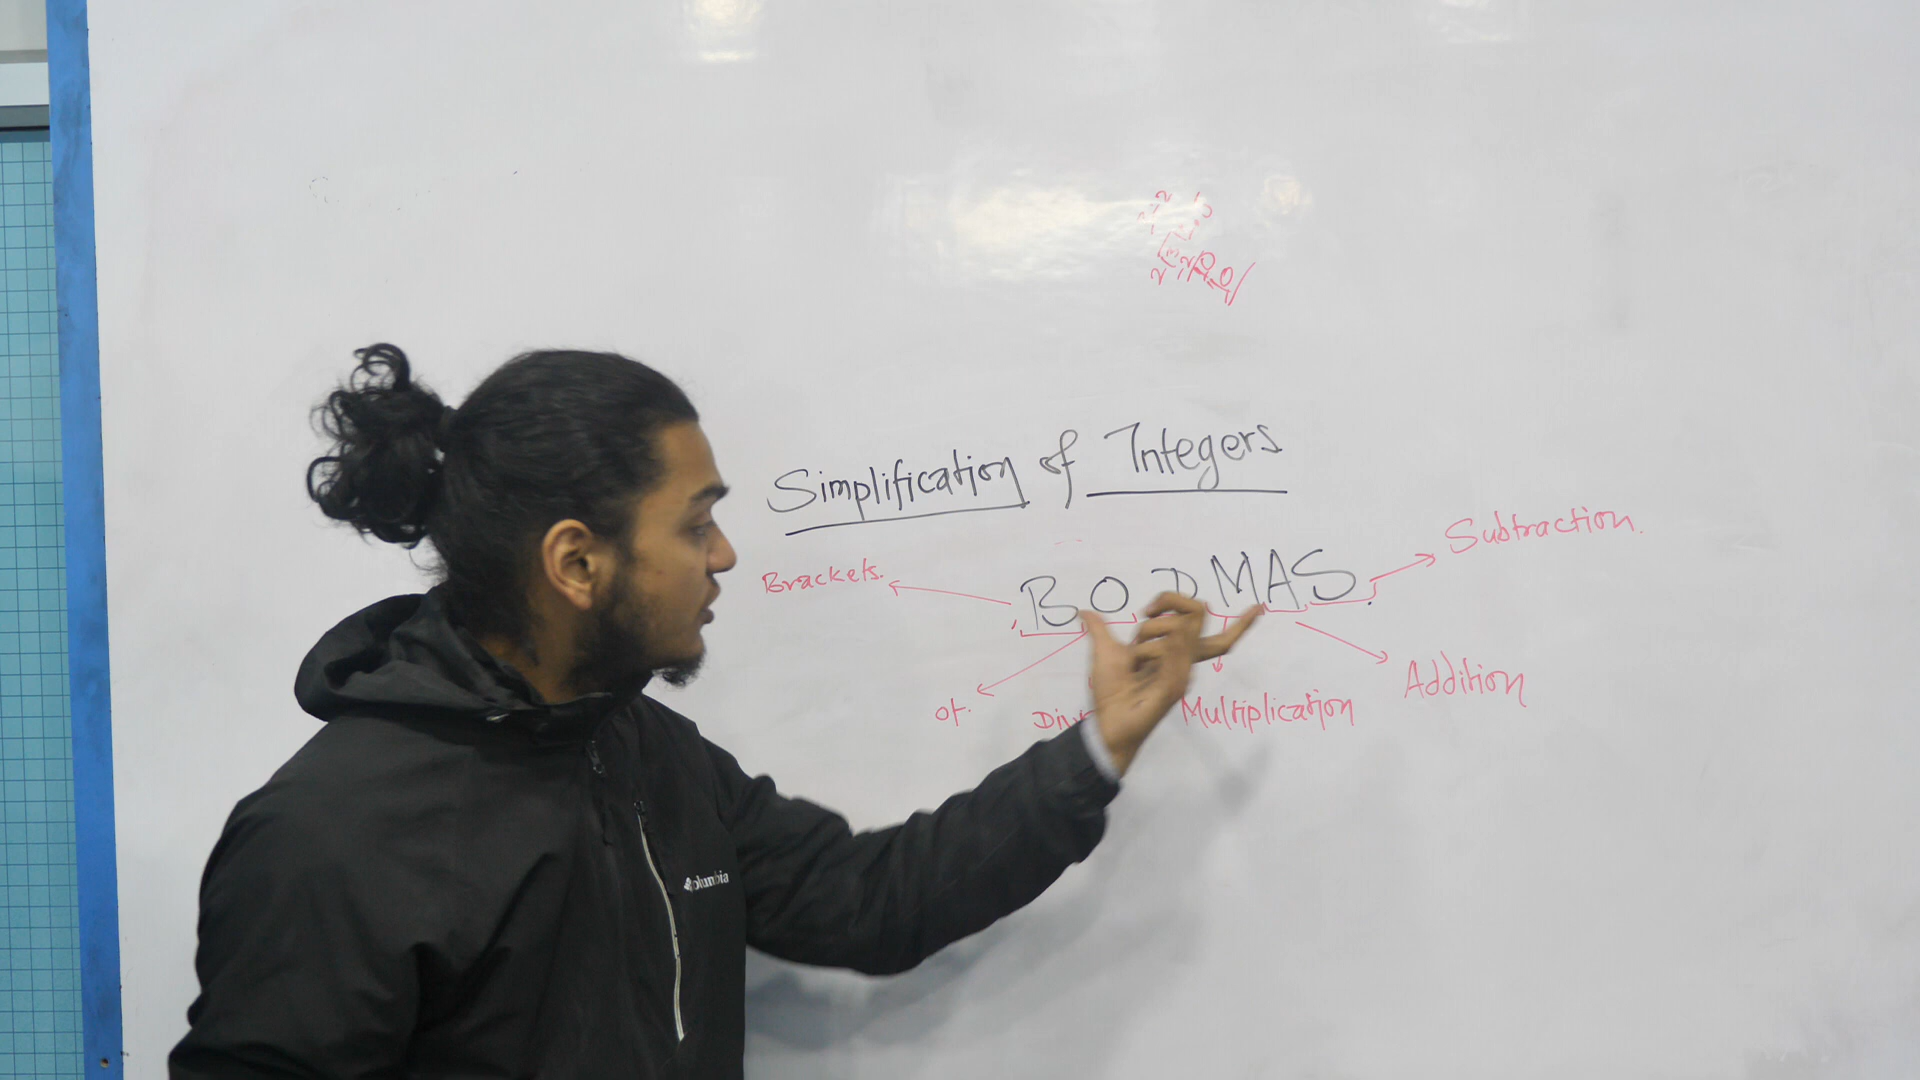 Simplification of Integers
Subtraction.
Brackets.
BODMAS.
of.
Multiplication
Addition
Columbia